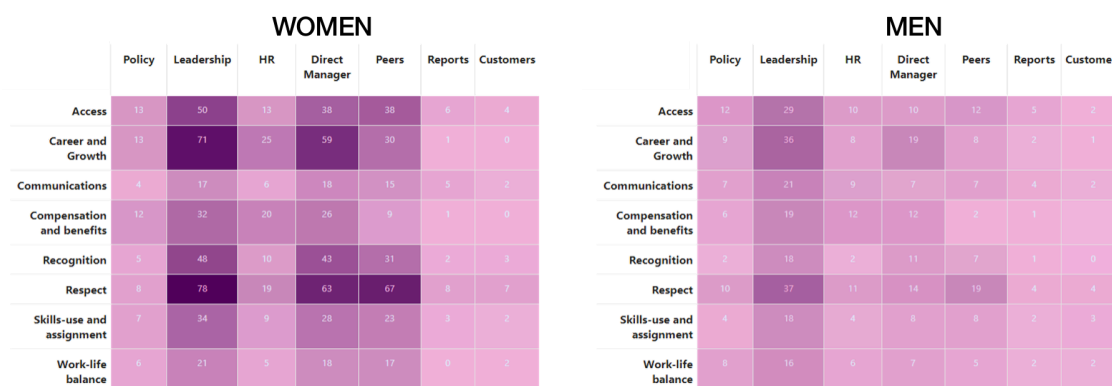 WOMEN MEN
Policy Leadership HR Direct Manager Peers Reports Customers Policy Leadership HR Direct Manager Peers Reports Custome
Access 13 50 13 38 38 6 4 Access 12 29 10 10 12 5 2
Career and Growth 13 71 25 59 30 1 0 Career and Growth 9 36 8 19 8 2 1
Communications 4 17 6 18 15 5 2 Communications 7 21 9 7 7 4 2
Compensation and benefits 12 32 20 26 9 1 0 Compensation and benefits 6 19 12 12 2 1
Recognition 5 48 10 43 31 2 3 Recognition 2 18 2 11 7 1 0
Respect 8 78 19 63 67 8 7 Respect 10 37 11 14 19 4 4
Skills-use and assignment 7 34 9 28 23 3 2 Skills-use and assignment 4 18 4 8 8 2 3
Work-life balance 6 21 5 18 17 0 2 Work-life balance 8 16 6 7 5 2 2